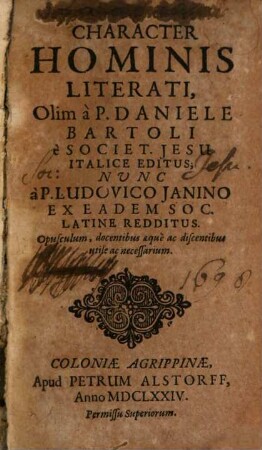 CHARACTER
HOMINIS
LITERATI,
Olim à P. DANIELE
BARTOLI
è SOCIET. JESU
ITALICE EDITUS;
NUNC
à P. LUDOVICO JANINO
EX EADEM SOC.
LATINE REDDITUS.
Opusculum, docentibus æquè ac discentibus
utile ac necessarium.
1698
COLONIÆ AGRIPPINÆ,
Apud PETRUM ALSTORFF,
Anno MDCLXXIV.
Permissu Superiorum.